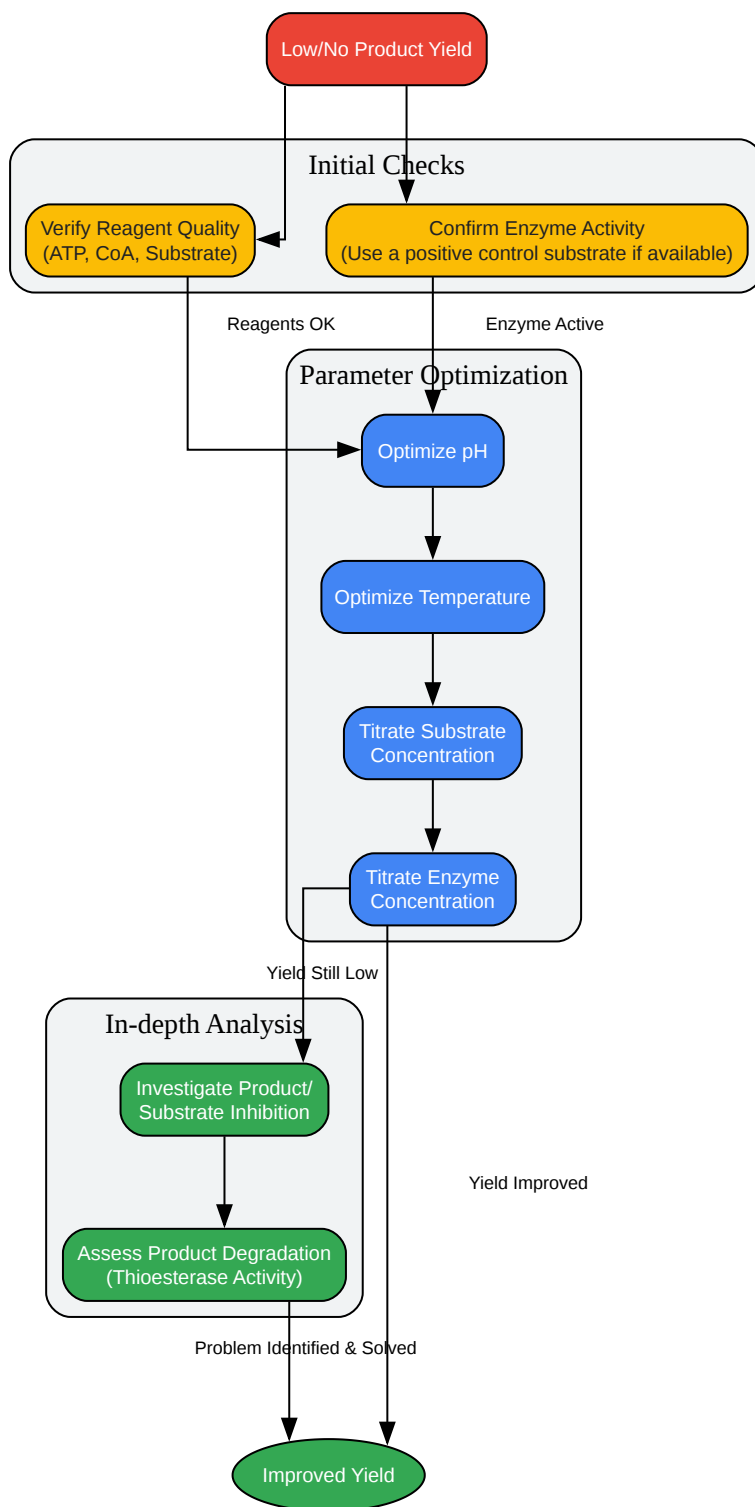 Low/No Product Yield
Initial Checks
Verify Reagent Quality
(ATP, CoA, Substrate)
Confirm Enzyme Activity
(Use a positive control substrate if available)
Reagents OK
Enzyme Active
Parameter Optimization
Optimize pH
Optimize Temperature
Titrate Substrate
Concentration
Titrate Enzyme
Concentration
Yield Still Low
In-depth Analysis
Investigate Product/
Substrate Inhibition
Yield Improved
Assess Product Degradation
(Thioesterase Activity)
Problem Identified & Solved
Improved Yield